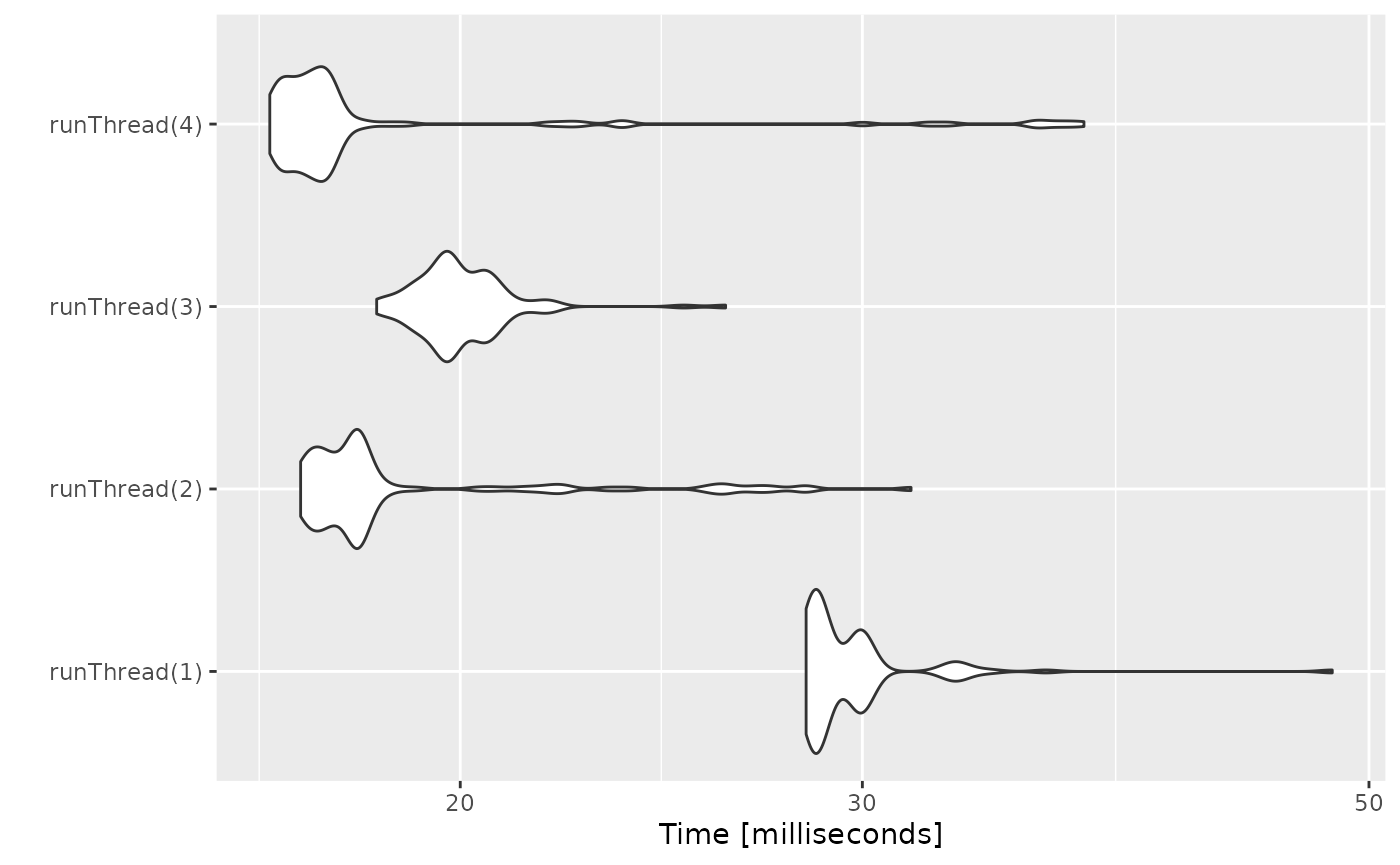 runThread(4)
runThread(3)
runThread(2)
runThread(1)
20 30 50
Time [milliseconds]